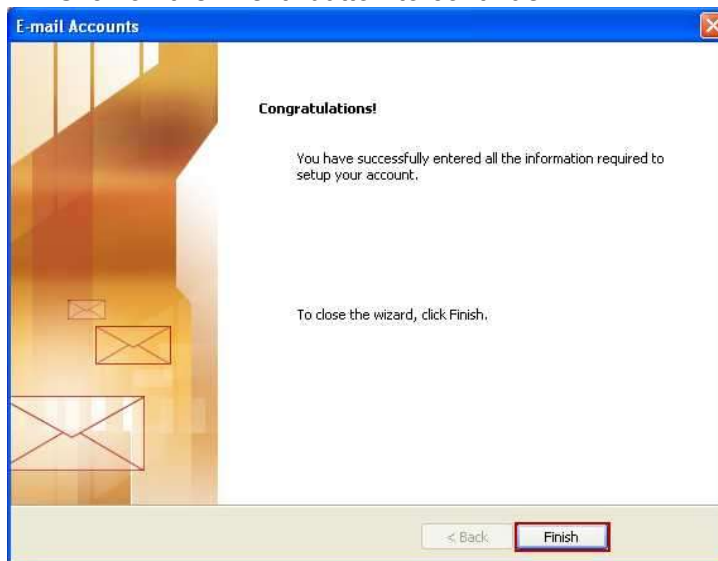 E-mail Accounts
Congratulations!
You have successfully entered all the information required to
setup your account.
To close the wizard, click Finish.
< Back
Finish